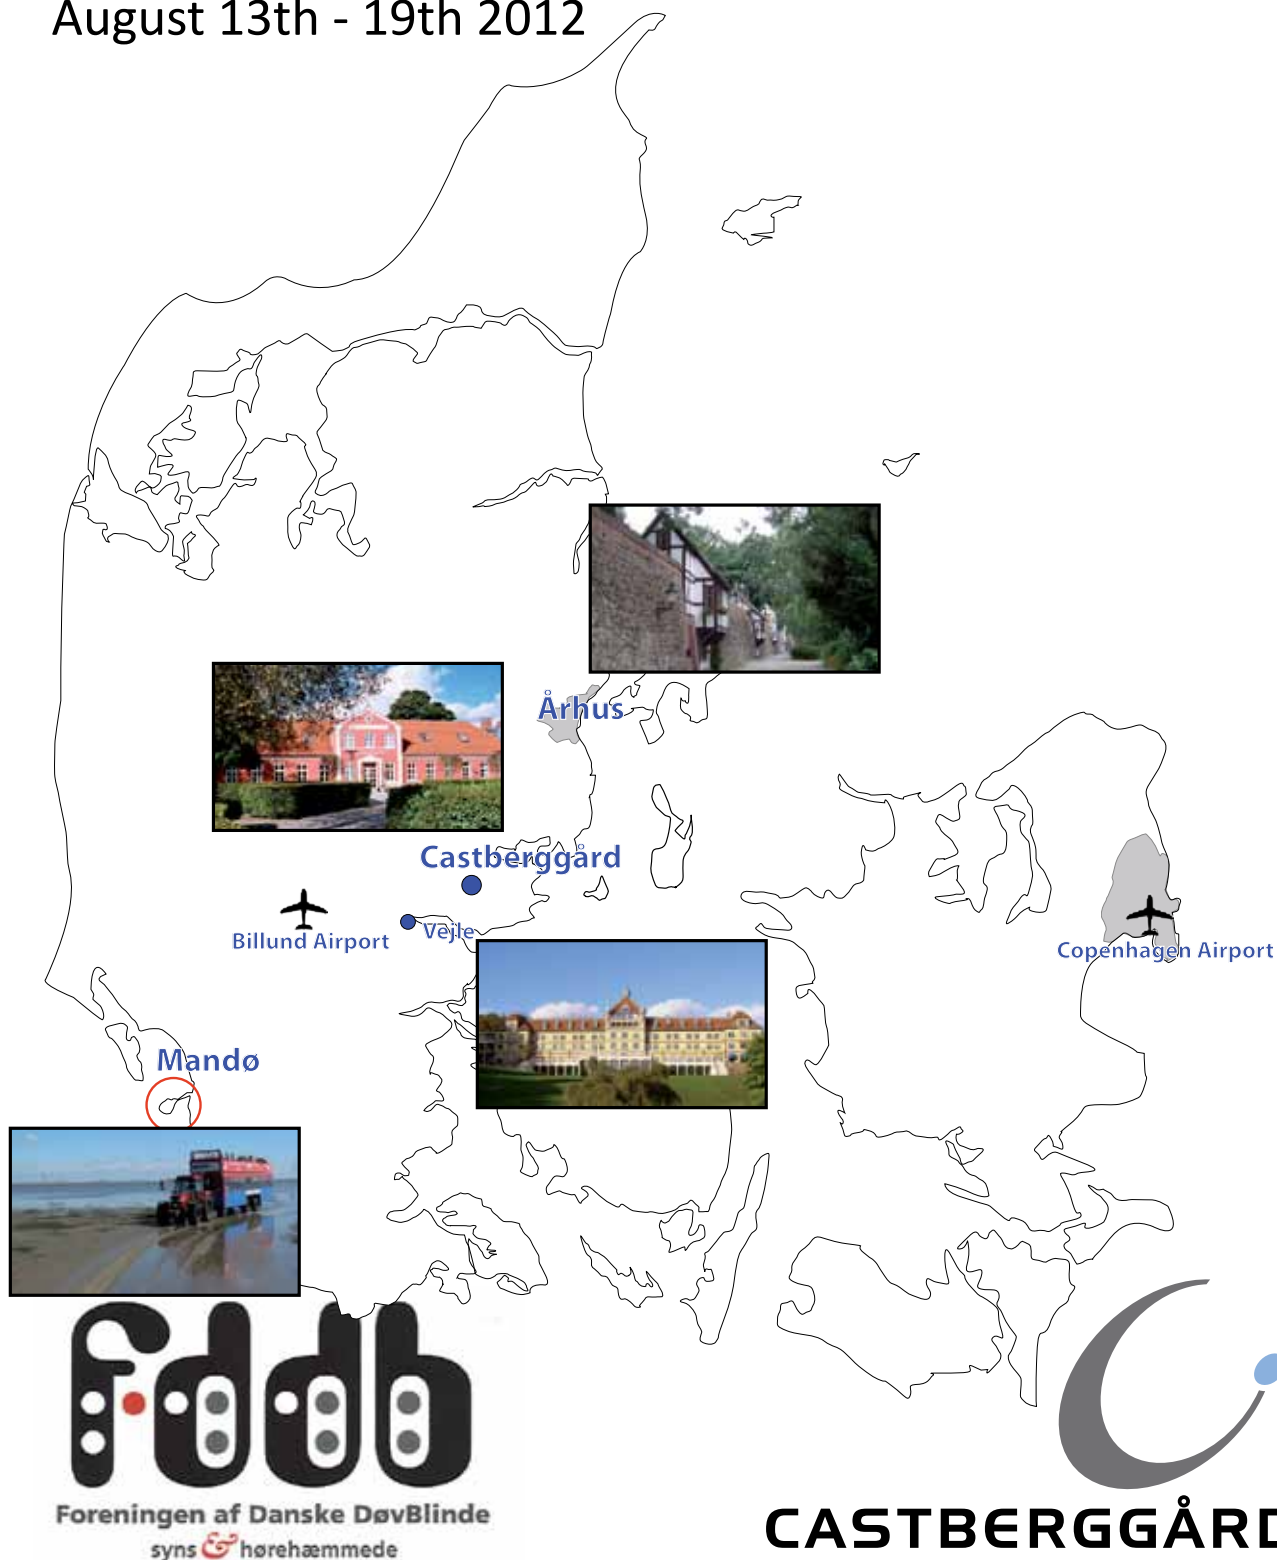 August 13th - 19th 2012
Århus
Castberggård
Vejle
Billund Airport
Copenhagen Airport
Mandø
fddb
Foreningen af Danske DøvBlinde
syns & hørehæmmede
CASTBERGGÅRD